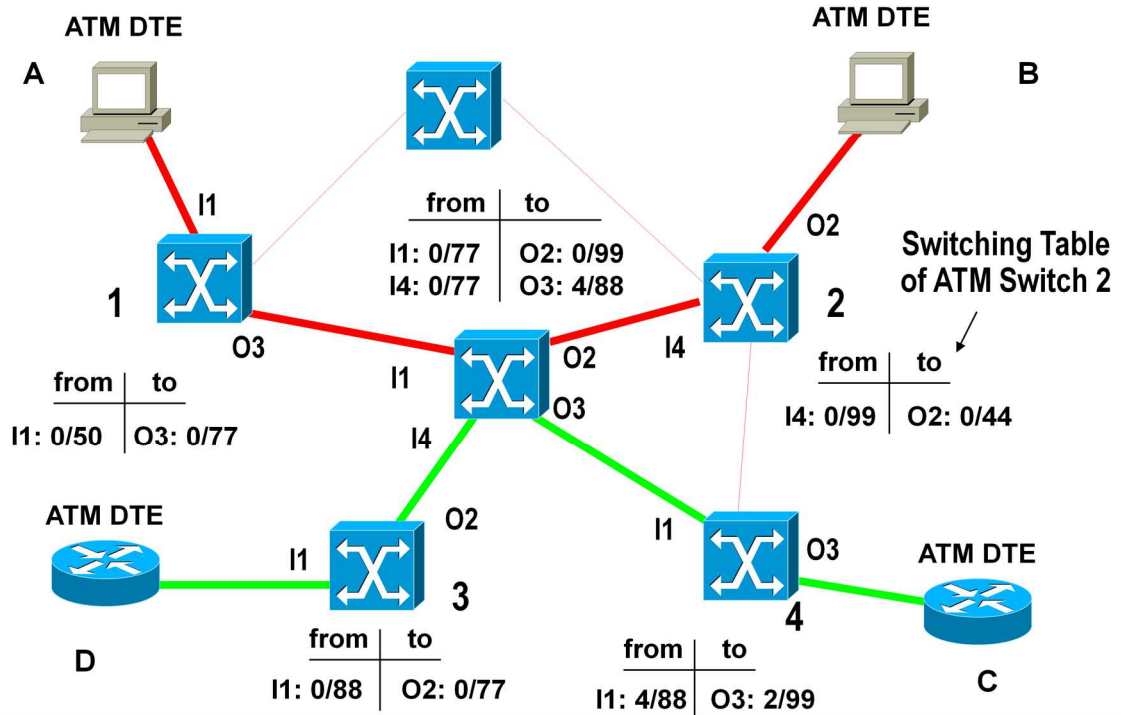 ATM DTE
ATM DTE
A
B
I1
from to
O2
I1: 0/77 O2: 0/99
I4: 0/77 O3: 4/88
Switching Table
of ATM Switch 2
1
2
O3
O2
I4
I1
O3
from to
I1: 0/50 O3: 0/77
from to
I4: 0/99 O2: 0/44
I4
ATM DTE
O2
I1
I1
O3
ATM DTE
3
4
D
from to
I1: 0/88 O2: 0/77
from to
I1: 4/88 O3: 2/99
C